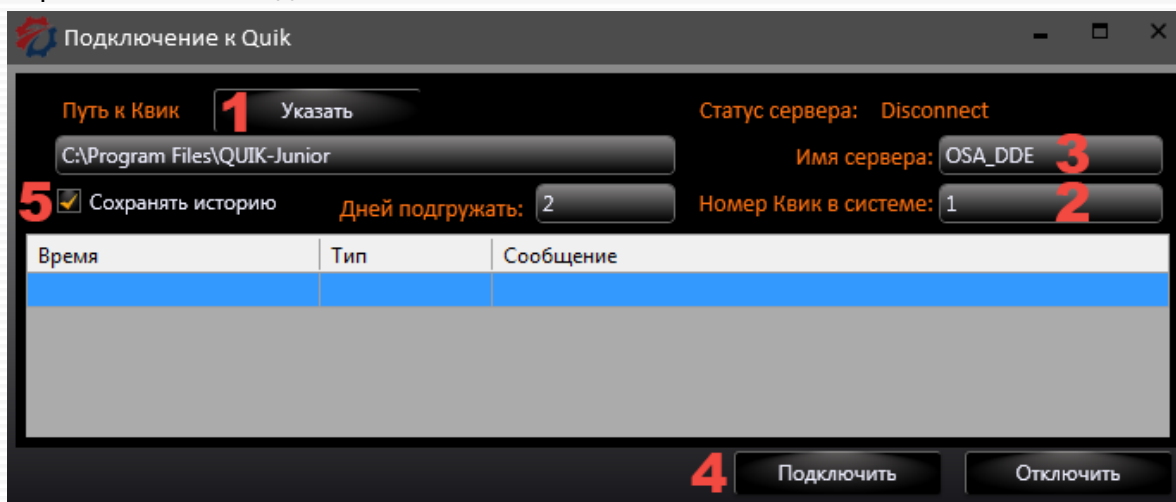 Подключение к Quik
Путь к Квик 1 Указать
Статус сервера: Disconnect
C:\Program Files\QUIK-Junior
Имя сервера: OSA_DDE 3
5 Сохранять историю
Дней подгружать: 2
Номер Квик в системе: 1 2
Время Тип Сообщение
4 Подключить Отключить